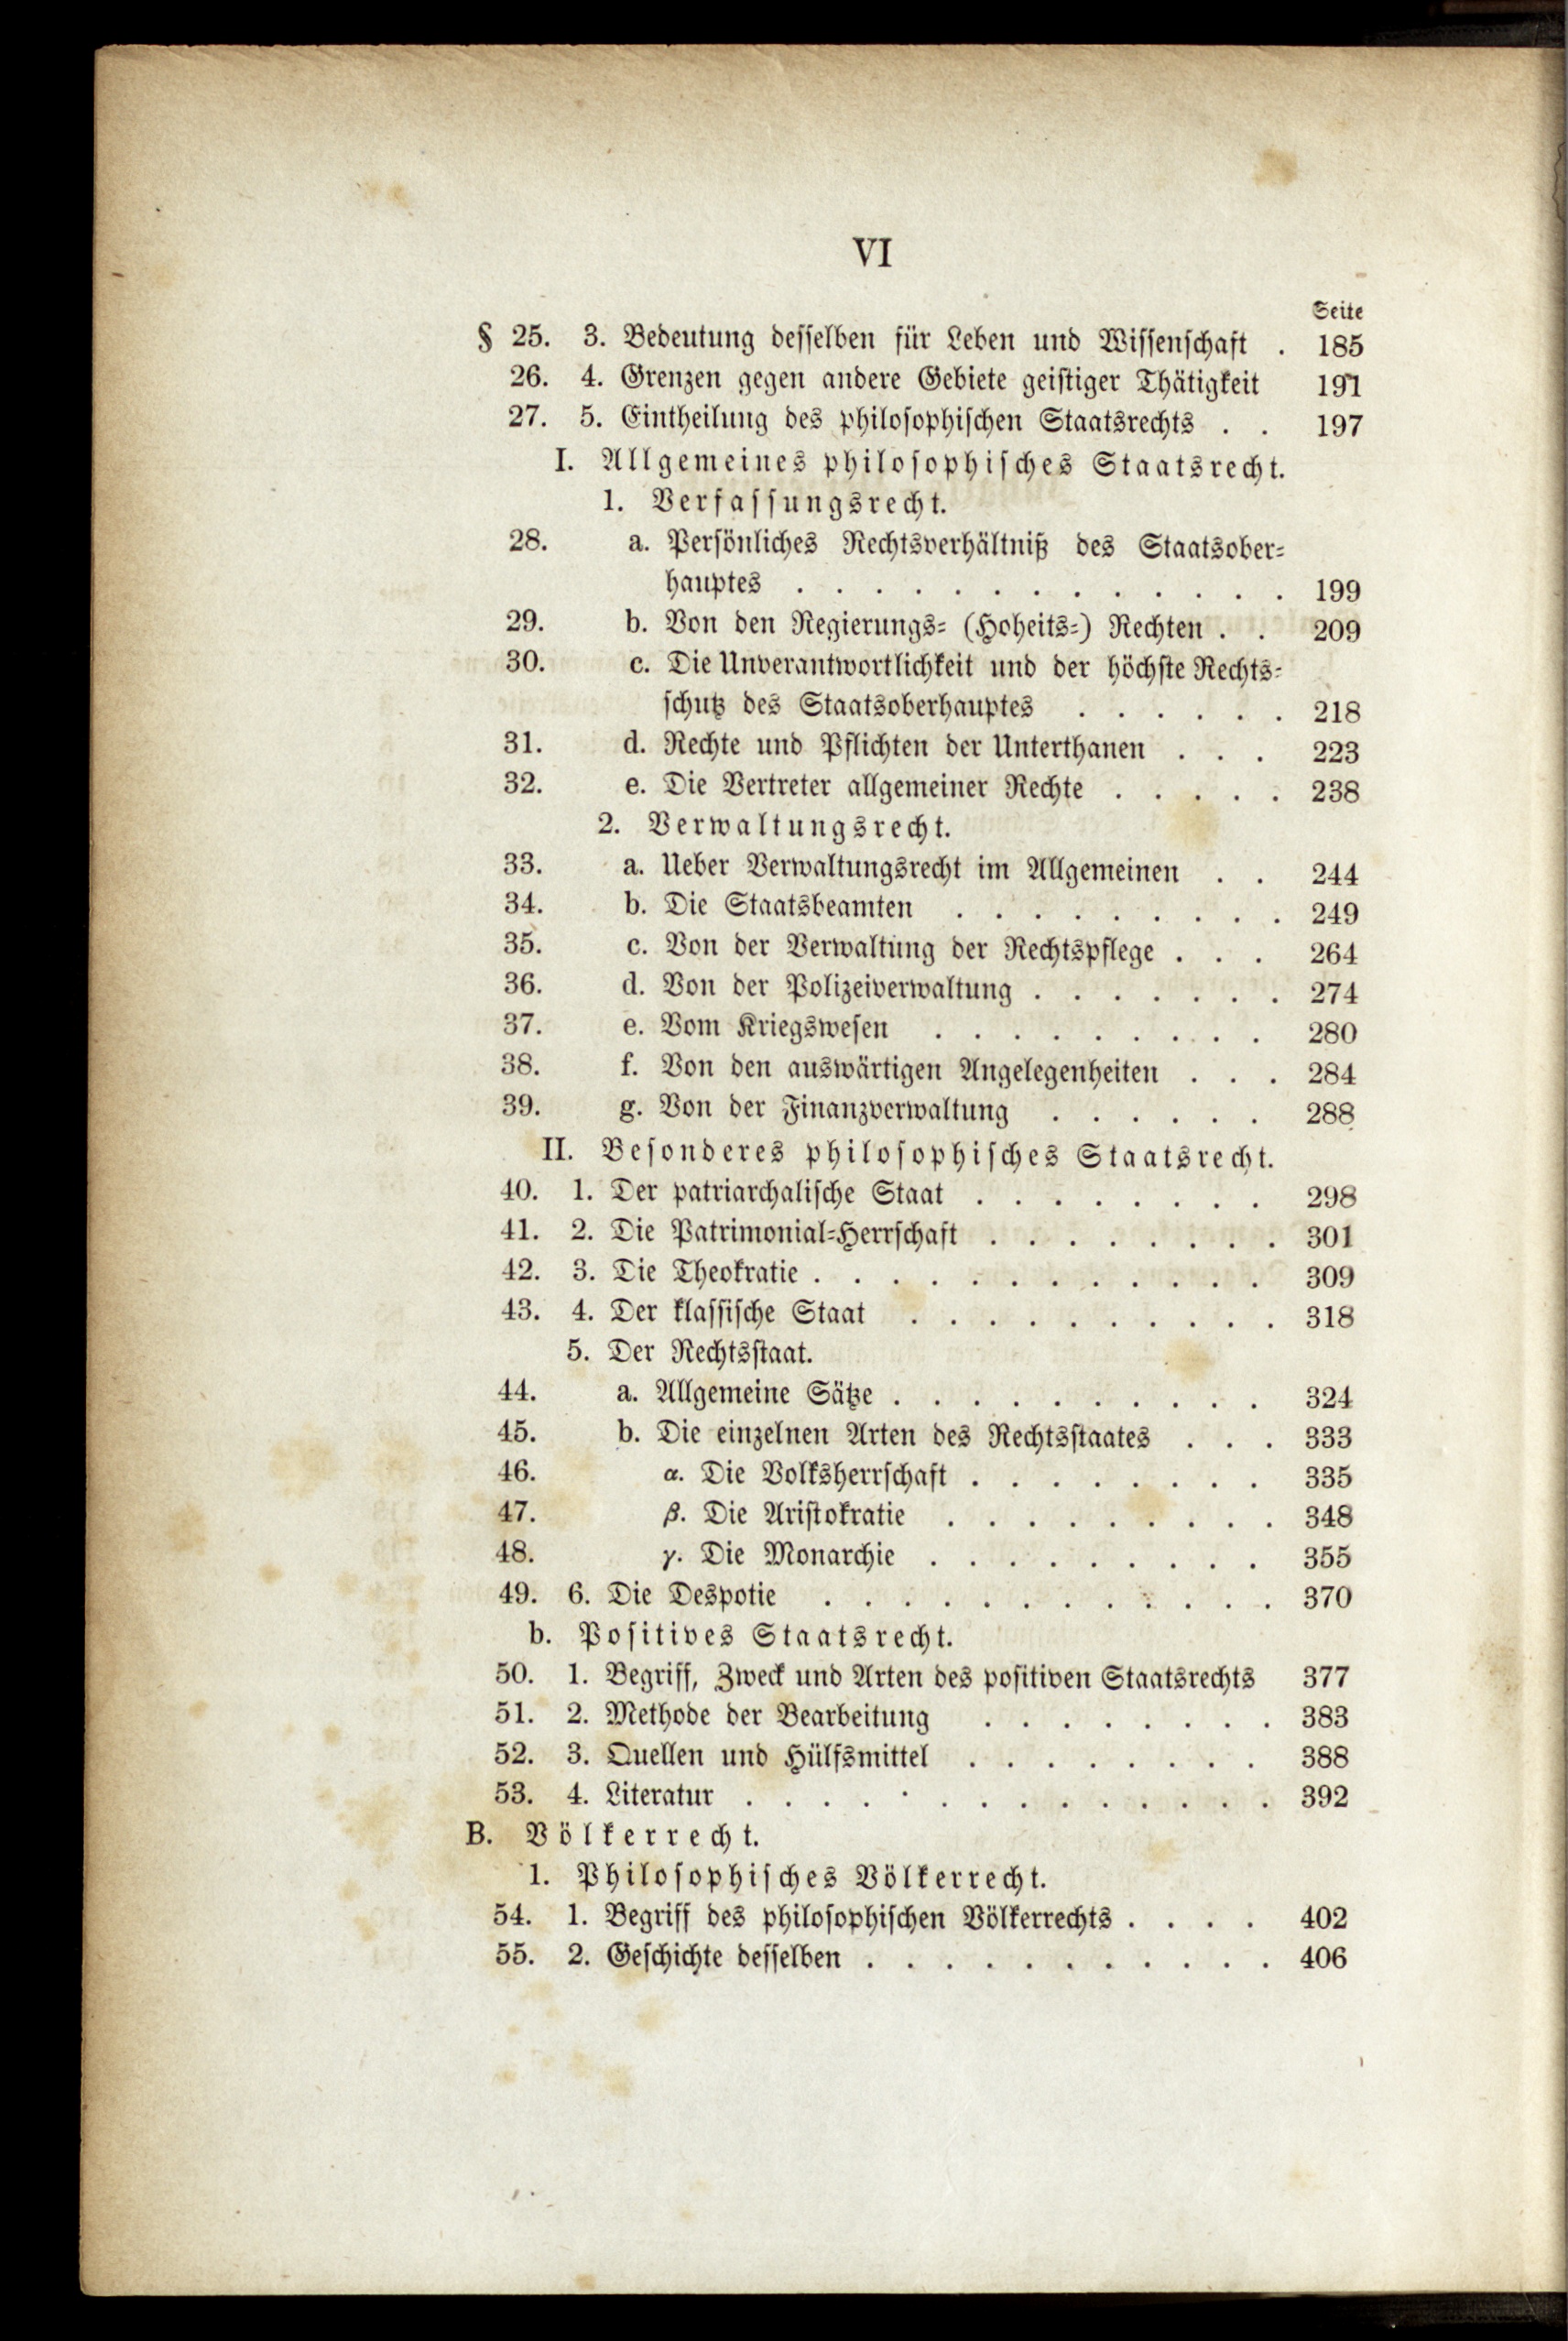 VI
Seite
§ 25. 3. Bedeutung desselben für Leben und Wissenschaft . 185
26. 4. Grenzen gegen andere Gebiete geistiger Thätigkeit 191
27. 5. Eintheilung des philosophischen Staatsrechts . . 197
I. Allgemeines philosophisches Staatsrecht.
1. Verfassungsrecht.
28. a. Persönliches Rechtsverhältniß des Staatsober-
hauptes . . . . . . . . . . . . . 199
29. b. Von den Regierungs- (Hoheits-) Rechten . . 209
30. c. Die Unverantwortlichkeit und der höchste Rechts-
schutz des Staatsoberhauptes . . . . . . 218
31. d. Rechte und Pflichten der Unterthanen . . . 223
32. e. Die Vertreter allgemeiner Rechte . . . . . 238
2. Verwaltungsrecht.
33. a. Ueber Verwaltungsrecht im Allgemeinen . . 244
34. b. Die Staatsbeamten . . . . . . . . . 249
35. c. Von der Verwaltung der Rechtspflege . . . 264
36. d. Von der Polizeiverwaltung . . . . . . . 274
37. e. Vom Kriegswesen . . . . . . . . . 280
38. f. Von den auswärtigen Angelegenheiten . . . 284
39. g. Von der Finanzverwaltung . . . . . . 288
II. Besonderes philosophisches Staatsrecht.
40. 1. Der patriarchalische Staat . . . . . . . . 298
41. 2. Die Patrimonial-Herrschaft . . . . . . . . 301
42. 3. Die Theokratie . . . . . . . . . . . . 309
43. 4. Der klassische Staat . . . . . . . . . . 318
5. Der Rechtsstaat.
44. a. Allgemeine Sätze . . . . . . . . . . 324
45. b. Die einzelnen Arten des Rechtsstaates . . . 333
46. α. Die Volksherrschaft . . . . . . . . 335
47. β. Die Aristokratie . . . . . . . . . 348
48. γ. Die Monarchie . . . . . . . . . 355
49. 6. Die Despotie . . . . . . . . . . . . 370
b. Positives Staatsrecht.
50. 1. Begriff, Zweck und Arten des positiven Staatsrechts 377
51. 2. Methode der Bearbeitung . . . . . . . . 383
52. 3. Quellen und Hülfsmittel . . . . . . . . 388
53. 4. Literatur . . . . . . . . . . . . . . 392
B. Völkerrecht.
1. Philosophisches Völkerrecht.
54. 1. Begriff des philosophischen Völkerrechts . . . . 402
55. 2. Geschichte desselben . . . . . . . . . . . 406